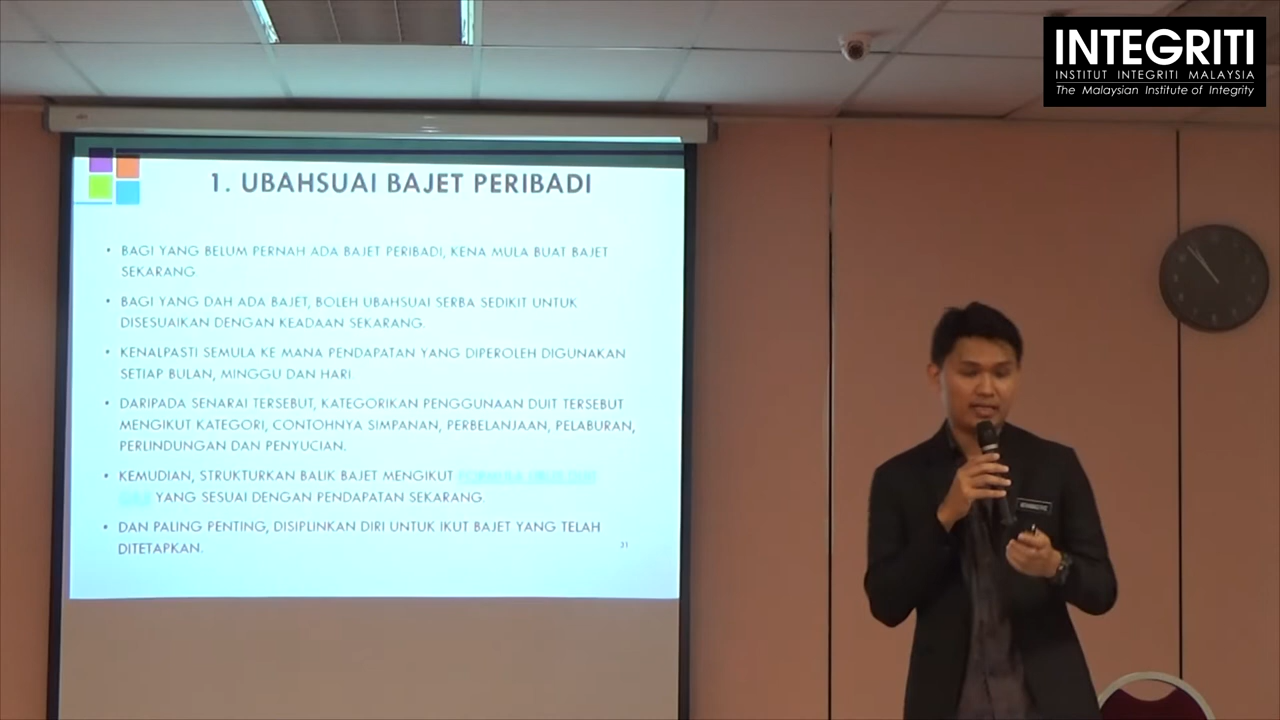 INTEGRITI
INSTITUT INTEGRITI MALAYSIA
The Malaysian Institute of Integrity
1. UBAHSUAI BAJET PERIBADI
• BAGI YANG BELUM PERNAH ADA BAJET PERIBADI, KENA MULA BUAT BAJET
SEKARANG.
• BAGI YANG DAH ADA BAJET, BOLEH UBAHSUAI SERBA SEDIKIT UNTUK
DISESUAIKAN DENGAN KEADAAN SEKARANG.
• KENALPASTI SEMULA KE MANA PENDAPATAN YANG DIPEROLEH DIGUNAKAN
SETIAP BULAN, MINGGU DAN HARI.
• DARIPADA SENARAI TERSEBUT, KATEGORIKAN PENGGUNAAN DUIT TERSEBUT
MENGIKUT KATEGORI, CONTOHNYA SIMPANAN, PERBELANJAAN, PELABURAN,
PERLINDUNGAN DAN PENYUCIAN.
• KEMUDIAN, STRUKTURKAN BALIK BAJET MENGIKUT
YANG SESUAI DENGAN PENDAPATAN SEKARANG.
• DAN PALING PENTING, DISIPLINKAN DIRI UNTUK IKUT BAJET YANG TELAH
DITETAPKAN.
31